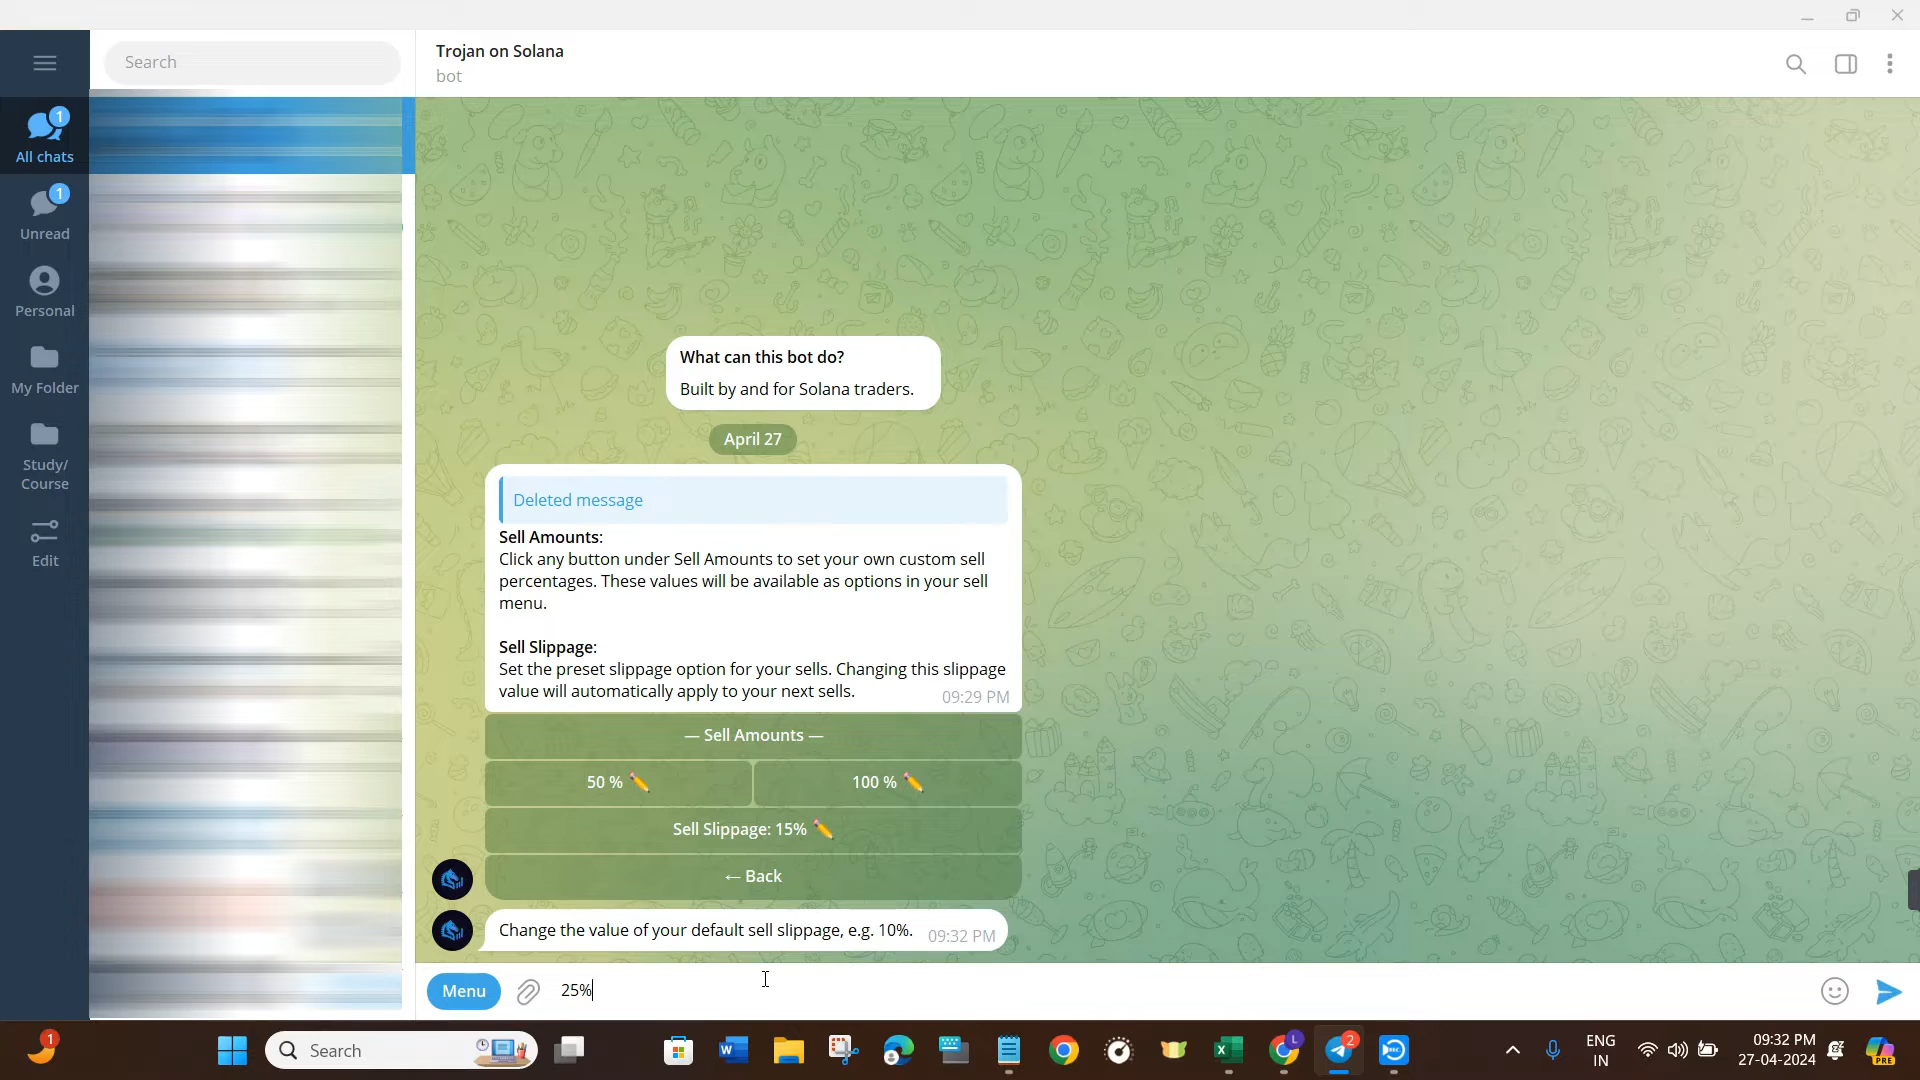 Search
Trojan on Solana
bot
1
All chats
1
Unread
Personal
My Folder
Study/
Course
Edit
What can this bot do?
Built by and for Solana traders.
April 27
Deleted message
Sell Amounts:
Click any button under Sell Amounts to set your own custom sell
percentages. These values will be available as options in your sell
menu.
Sell Slippage:
Set the preset slippage option for your sells. Changing this slippage
value will automatically apply to your next sells.
09:29 PM
— Sell Amounts —
50 %
100 %
Sell Slippage: 15%
← Back
Change the value of your default sell slippage, e.g. 10%. 09:32 PM
Menu
25%
1
Search
W
X
L
2
REC
ENG
IN
09:32 PM
27-04-2024
PRE